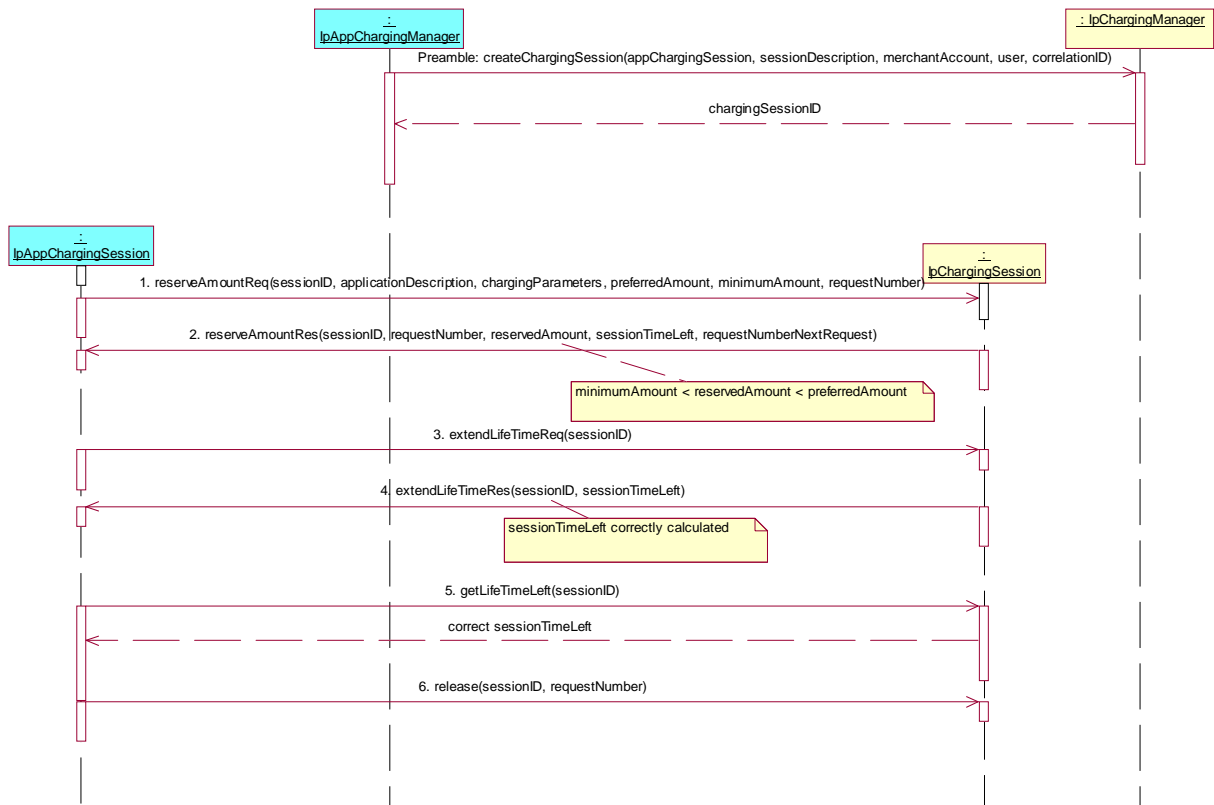 :
IpAppChargingManager
: IpChargingManager
Preamble: createChargingSession(appChargingSession, sessionDescription, merchantAccount, user, correlationID)
chargingSessionID
:
IpAppChargingSession
:
IpChargingSession
1. reserveAmountReq(sessionID, applicationDescription, chargingParameters, preferredAmount, minimumAmount, requestNumber)
2. reserveAmountRes(sessionID, requestNumber, reservedAmount, sessionTimeLeft, requestNumberNextRequest)
minimumAmount < reservedAmount < preferredAmount
3. extendLifeTimeReq(sessionID)
4. extendLifeTimeRes(sessionID, sessionTimeLeft)
sessionTimeLeft correctly calculated
5. getLifeTimeLeft(sessionID)
correct sessionTimeLeft
6. release(sessionID, requestNumber)